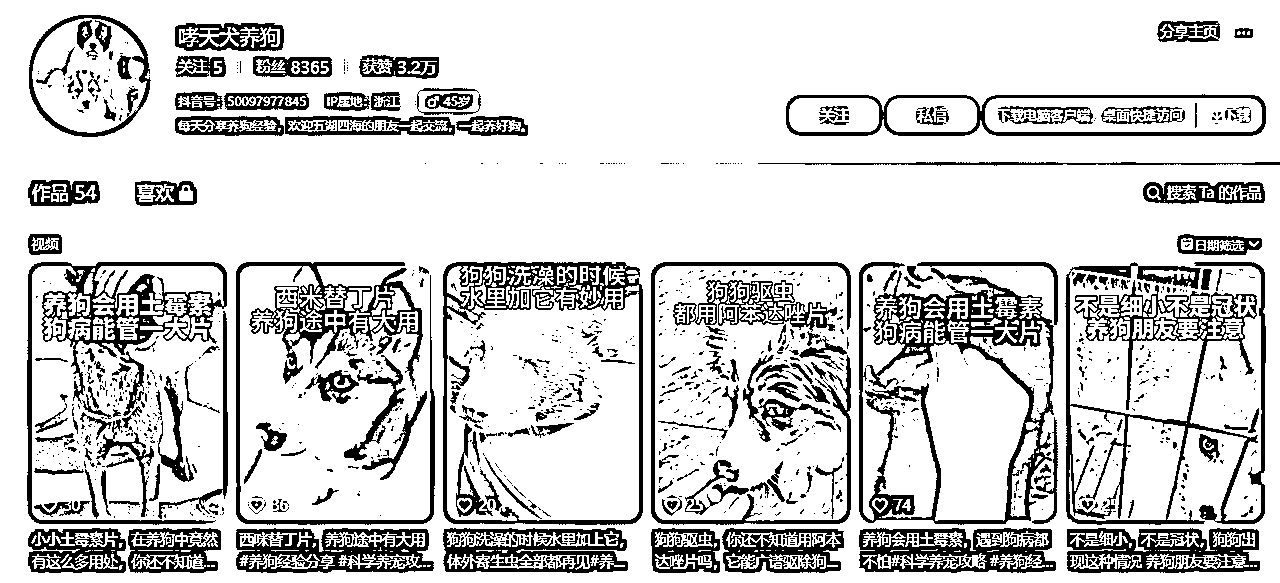 哮天犬养狗
分享主页 ...
关注 5 | 粉丝 8365 | 获赞 3.2万
抖音号：50097977845 IP属地：浙江 ♂45岁
每天分享养狗经验，欢迎五湖四海的朋友一起交流，一起养好狗。
关注 私信 下载电脑客户端，桌面快捷访问 下载
作品 54 喜欢
搜索 Ta 的作品
视频
日期筛选
养狗会用土霉素
狗病能管一大片
西米替丁片
养狗途中有大用
狗狗洗澡的时候
水里加它有妙用
狗狗驱虫
都用阿本达唑片
养狗会用土霉素
狗病能管一大片
不是细小不是冠状
养狗朋友要注意
86
74
小小土霉素片，在养狗中竟然
有这么多用处，你还不知道...
西咪替丁片，养狗途中有大用
#养狗经验分享 #科学养宠攻...
狗狗洗澡的时候水里加上它，
体外寄生虫全部都再见#养...
狗狗驱虫，你还不知道用阿本
达唑片吗，它能广谱驱除狗...
养狗会用土霉素，遇到狗病都
不怕#科学养宠攻略 #养狗经...
不是细小，不是冠状，狗狗出
现这种情况 养狗朋友要注意...